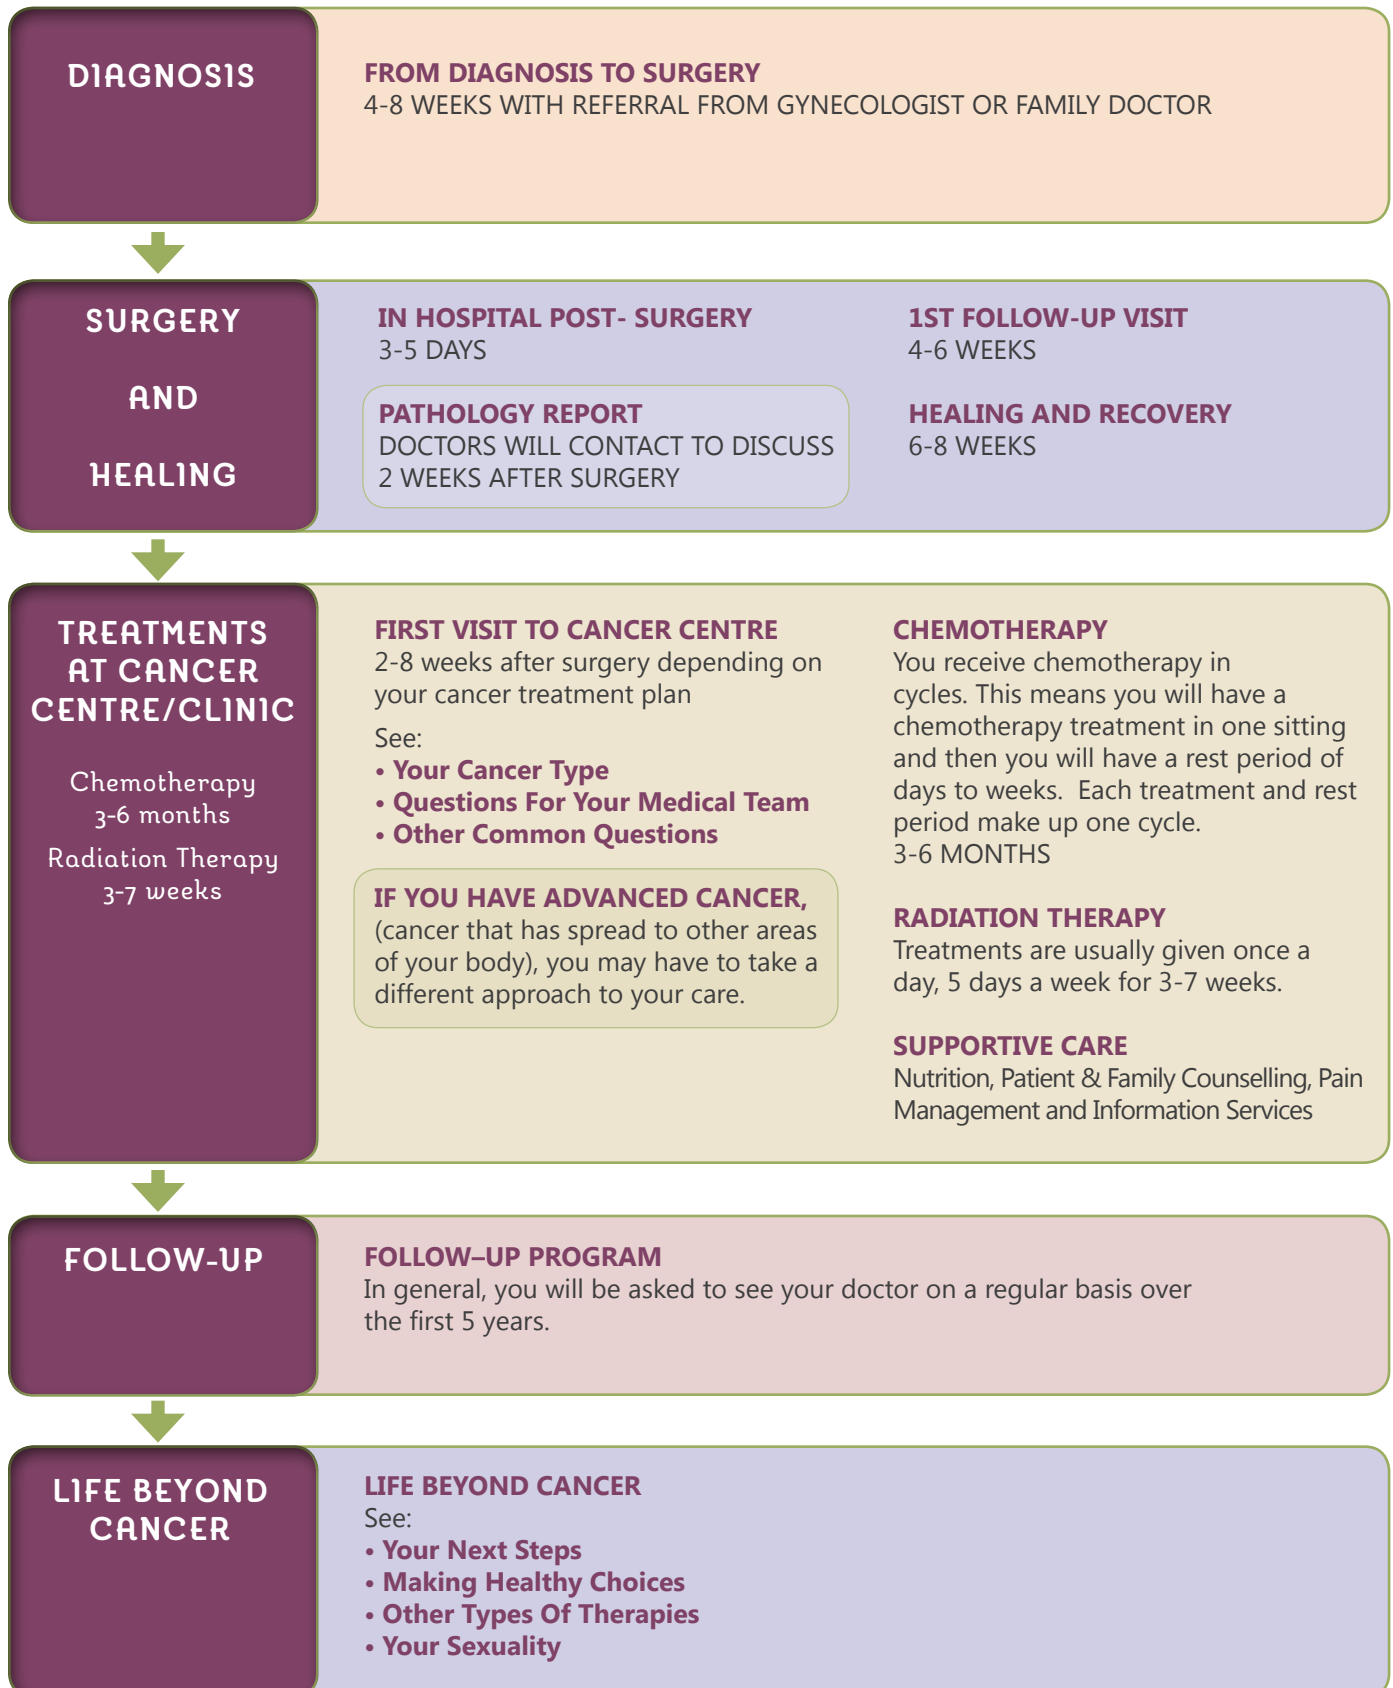 DIAGNOSIS
FROM DIAGNOSIS TO SURGERY
4-8 WEEKS WITH REFERRAL FROM GYNECOLOGIST OR FAMILY DOCTOR
SURGERY
AND
HEALING
IN HOSPITAL POST- SURGERY
3-5 DAYS
PATHOLOGY REPORT
DOCTORS WILL CONTACT TO DISCUSS
2 WEEKS AFTER SURGERY
1ST FOLLOW-UP VISIT
4-6 WEEKS
HEALING AND RECOVERY
6-8 WEEKS
TREATMENTS
AT CANCER
CENTRE/CLINIC
Chemotherapy
3-6 months
Radiation Therapy
3-7 weeks
FIRST VISIT TO CANCER CENTRE
2-8 weeks after surgery depending on
your cancer treatment plan
See:
• Your Cancer Type
• Questions For Your Medical Team
• Other Common Questions
IF YOU HAVE ADVANCED CANCER,
(cancer that has spread to other areas
of your body), you may have to take a
different approach to your care.
CHEMOTHERAPY
You receive chemotherapy in
cycles. This means you will have a
chemotherapy treatment in one sitting
and then you will have a rest period of
days to weeks.  Each treatment and rest
period make up one cycle.
3-6 MONTHS
RADIATION THERAPY
Treatments are usually given once a
day, 5 days a week for 3-7 weeks.
SUPPORTIVE CARE
Nutrition, Patient & Family Counselling, Pain
Management and Information Services
FOLLOW-UP
FOLLOW–UP PROGRAM
In general, you will be asked to see your doctor on a regular basis over
the first 5 years.
LIFE BEYOND
CANCER
LIFE BEYOND CANCER
See:
• Your Next Steps
• Making Healthy Choices
• Other Types Of Therapies
• Your Sexuality